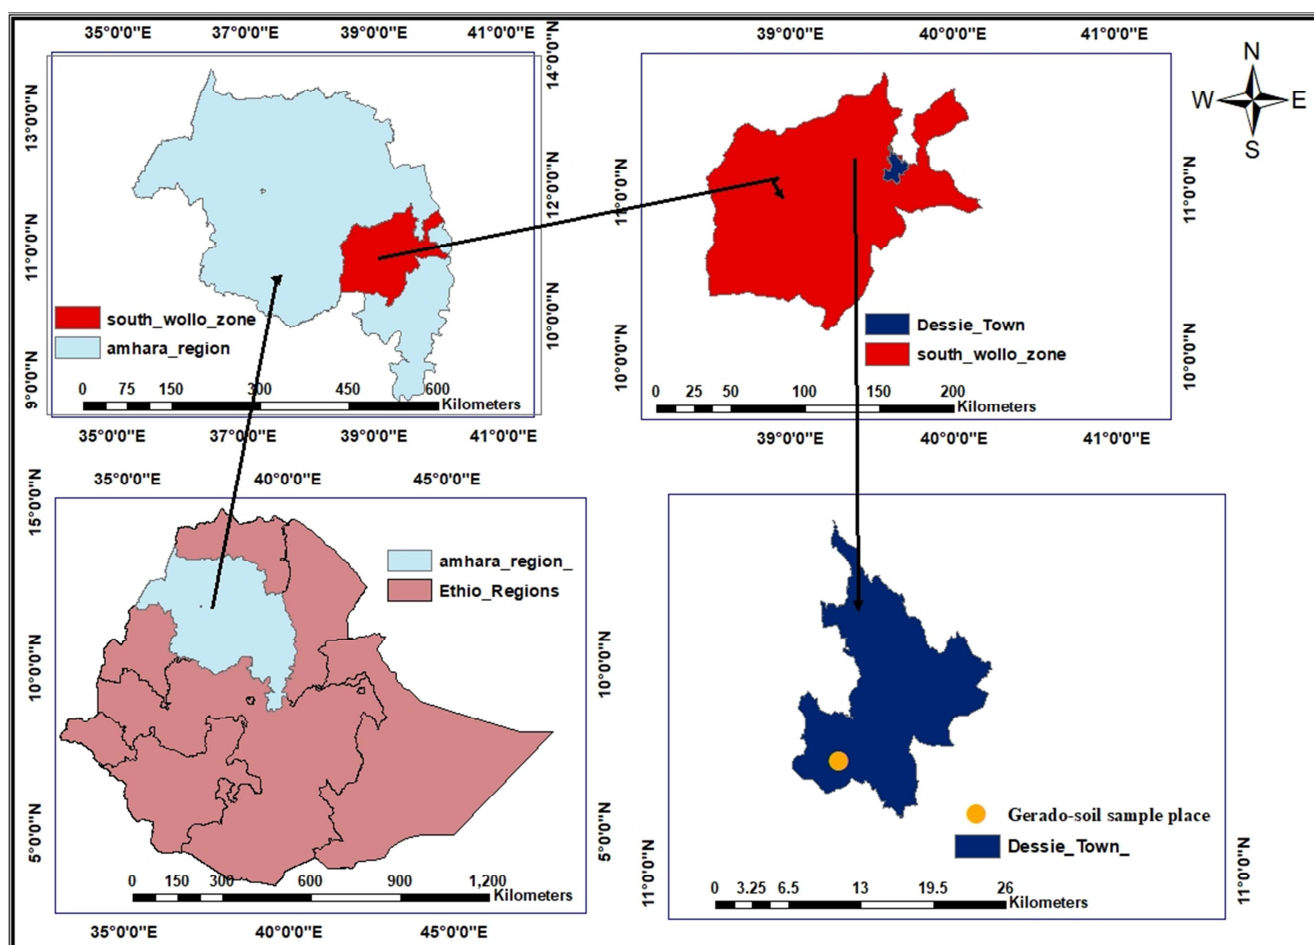 35°0'0"E 37°0'0"E 39°0'0"E 41°0'0"E
14°0'0"N
13°0'0"N
12°0'0"N
11°0'0"N
10°0'0"N
9°0'0"N
south_wollo_zone
amhara_region
0 75 150 300 450 600
Kilometers
35°0'0"E 37°0'0"E 39°0'0"E 41°0'0"E
39°0'0"E 40°0'0"E 41°0'0"E
N
W E
S
11°0'0"N 11°0'0"N
Dessie_Town
south_wollo_zone
10°0'0"N 10°0'0"N
0 25 50 100 150 200
Kilometers
39°0'0"E 40°0'0"E 41°0'0"E
35°0'0"E 40°0'0"E 45°0'0"E
15°0'0"N
amhara_region_
Ethio_Regions
10°0'0"N 10°0'0"N
5°0'0"N 5°0'0"N
0 150 300 600 900 1,200
Kilometers
35°0'0"E 40°0'0"E 45°0'0"E
Gerado-soil sample place
Dessie_Town_
11°0'0"N 11°0'0"N
0 3.25 6.5 13 19.5 26
Kilometers